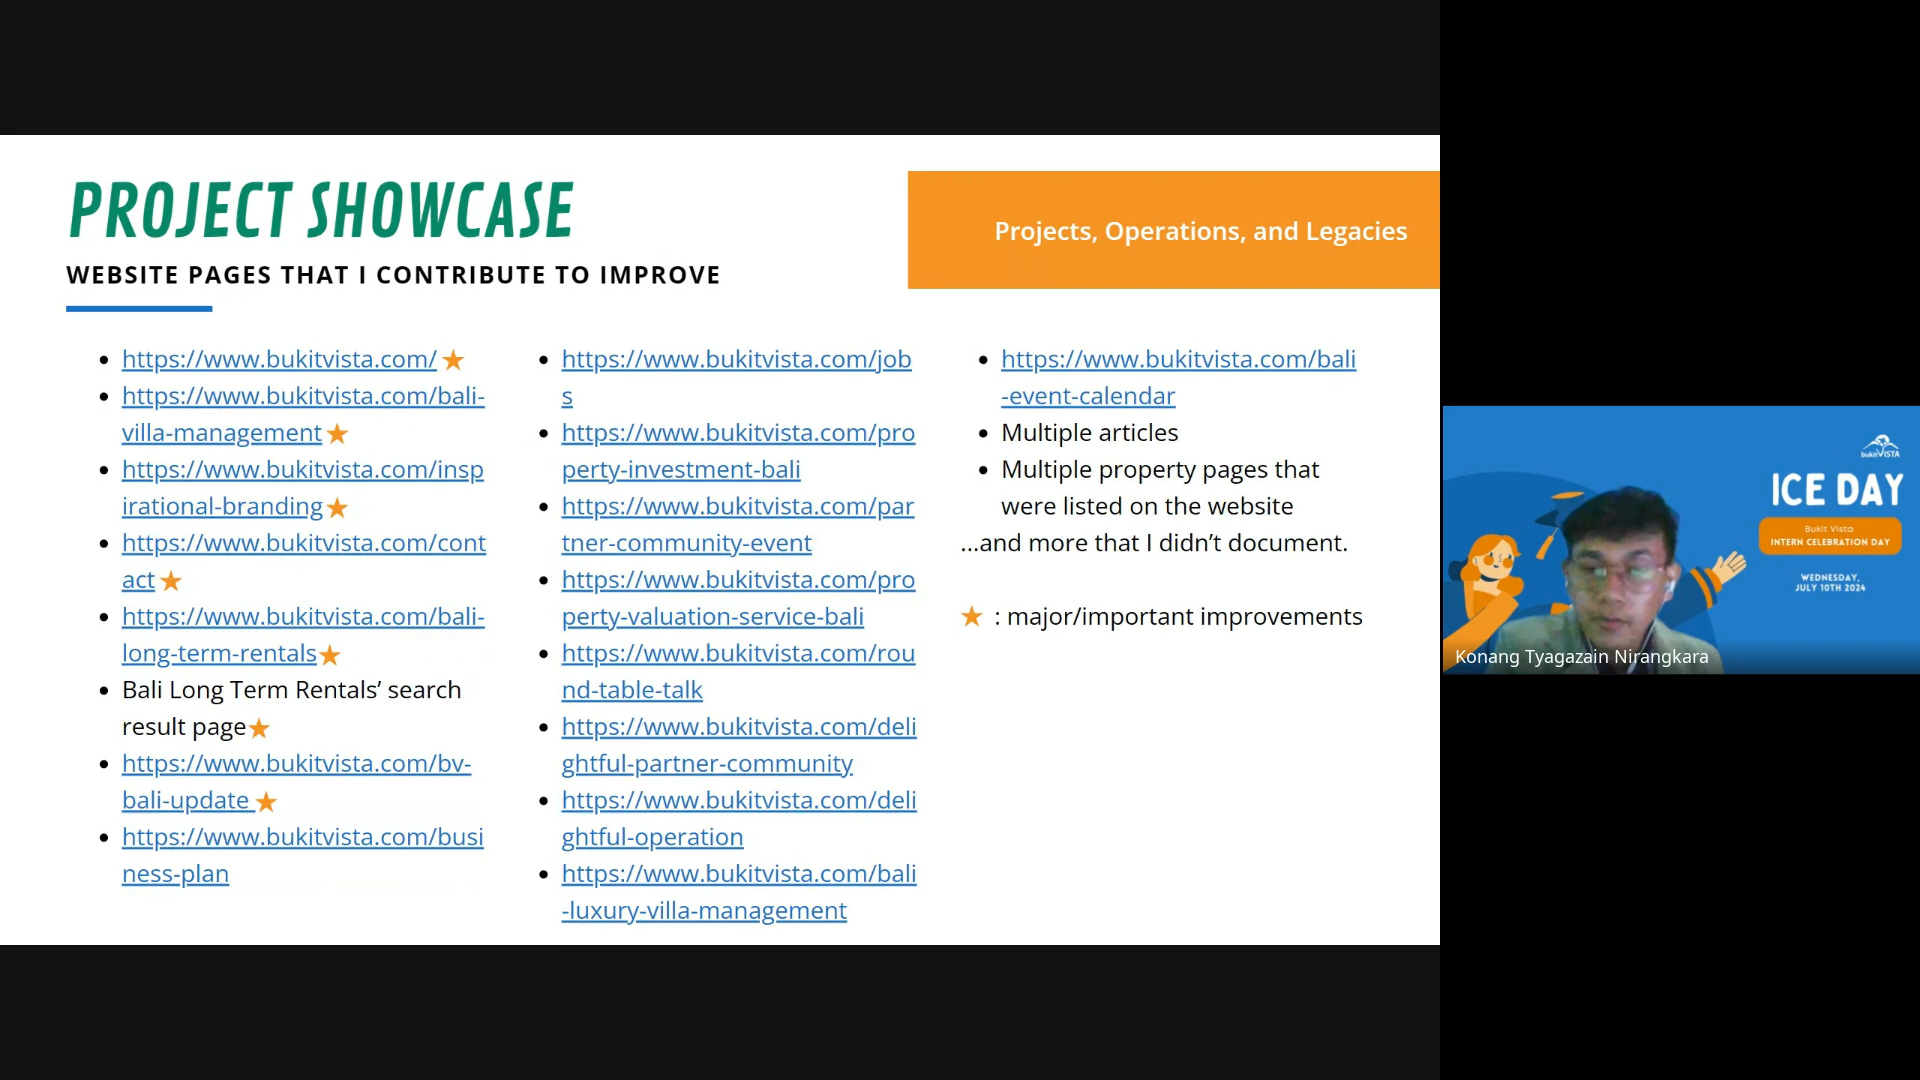 PROJECT SHOWCASE
WEBSITE PAGES THAT I CONTRIBUTE TO IMPROVE
Projects, Operations, and Legacies
https://www.bukitvista.com/
https://www.bukitvista.com/bali-
villa-management
https://www.bukitvista.com/insp
irational-branding
https://www.bukitvista.com/cont
act
https://www.bukitvista.com/bali-
long-term-rentals
Bali Long Term Rentals’ search
result page
https://www.bukitvista.com/bv-
bali-update
https://www.bukitvista.com/busi
ness-plan
https://www.bukitvista.com/job
s
https://www.bukitvista.com/pro
perty-investment-bali
https://www.bukitvista.com/par
tner-community-event
https://www.bukitvista.com/pro
perty-valuation-service-bali
https://www.bukitvista.com/rou
nd-table-talk
https://www.bukitvista.com/deli
ghtful-partner-community
https://www.bukitvista.com/deli
ghtful-operation
https://www.bukitvista.com/bali
-luxury-villa-management
https://www.bukitvista.com/bali
-event-calendar
Multiple articles
Multiple property pages that
were listed on the website
...and more that I didn’t document.
: major/important improvements
bukitVISTA
ICE DAY
Bukit Vista
INTERN CELEBRATION DAY
WEDNESDAY,
JULY 10TH 2024
Konang Tyagazain Nirangkara